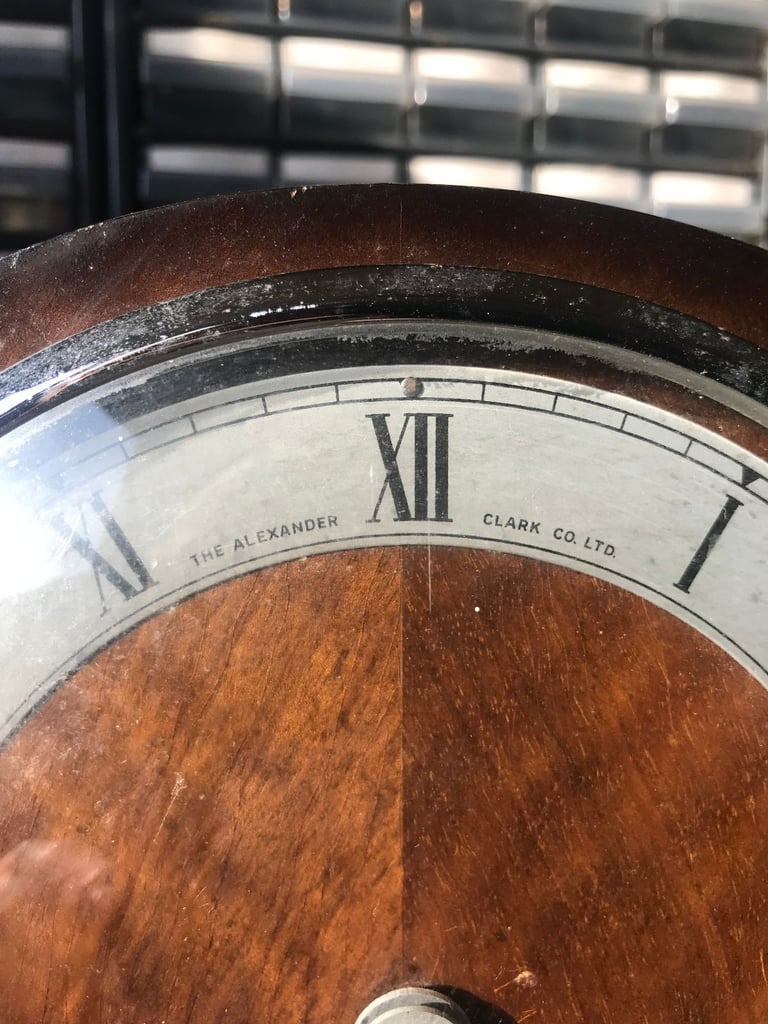 XI XII I
THE ALEXANDER CLARK CO. LTD.